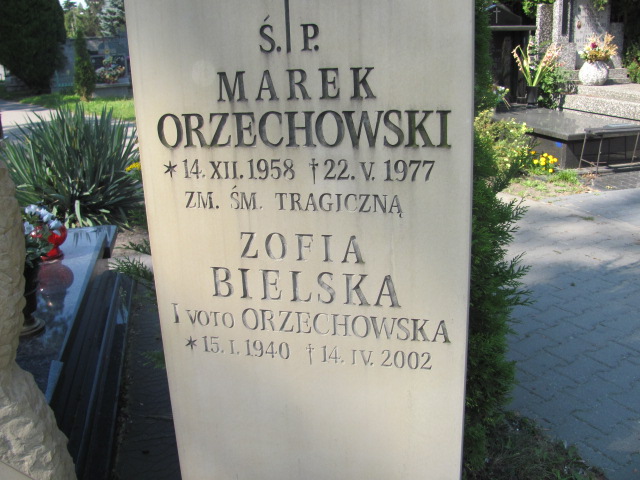 Ś. P.
MAREK
ORZECHOWSKI
* 14. XII. 1958 † 22. V. 1977
ZM. ŚM. TRAGICZNĄ
ZOFIA
BIELSKA
I VOTO ORZECHOWSKA
* 15. I. 1940 † 14. IV. 2002